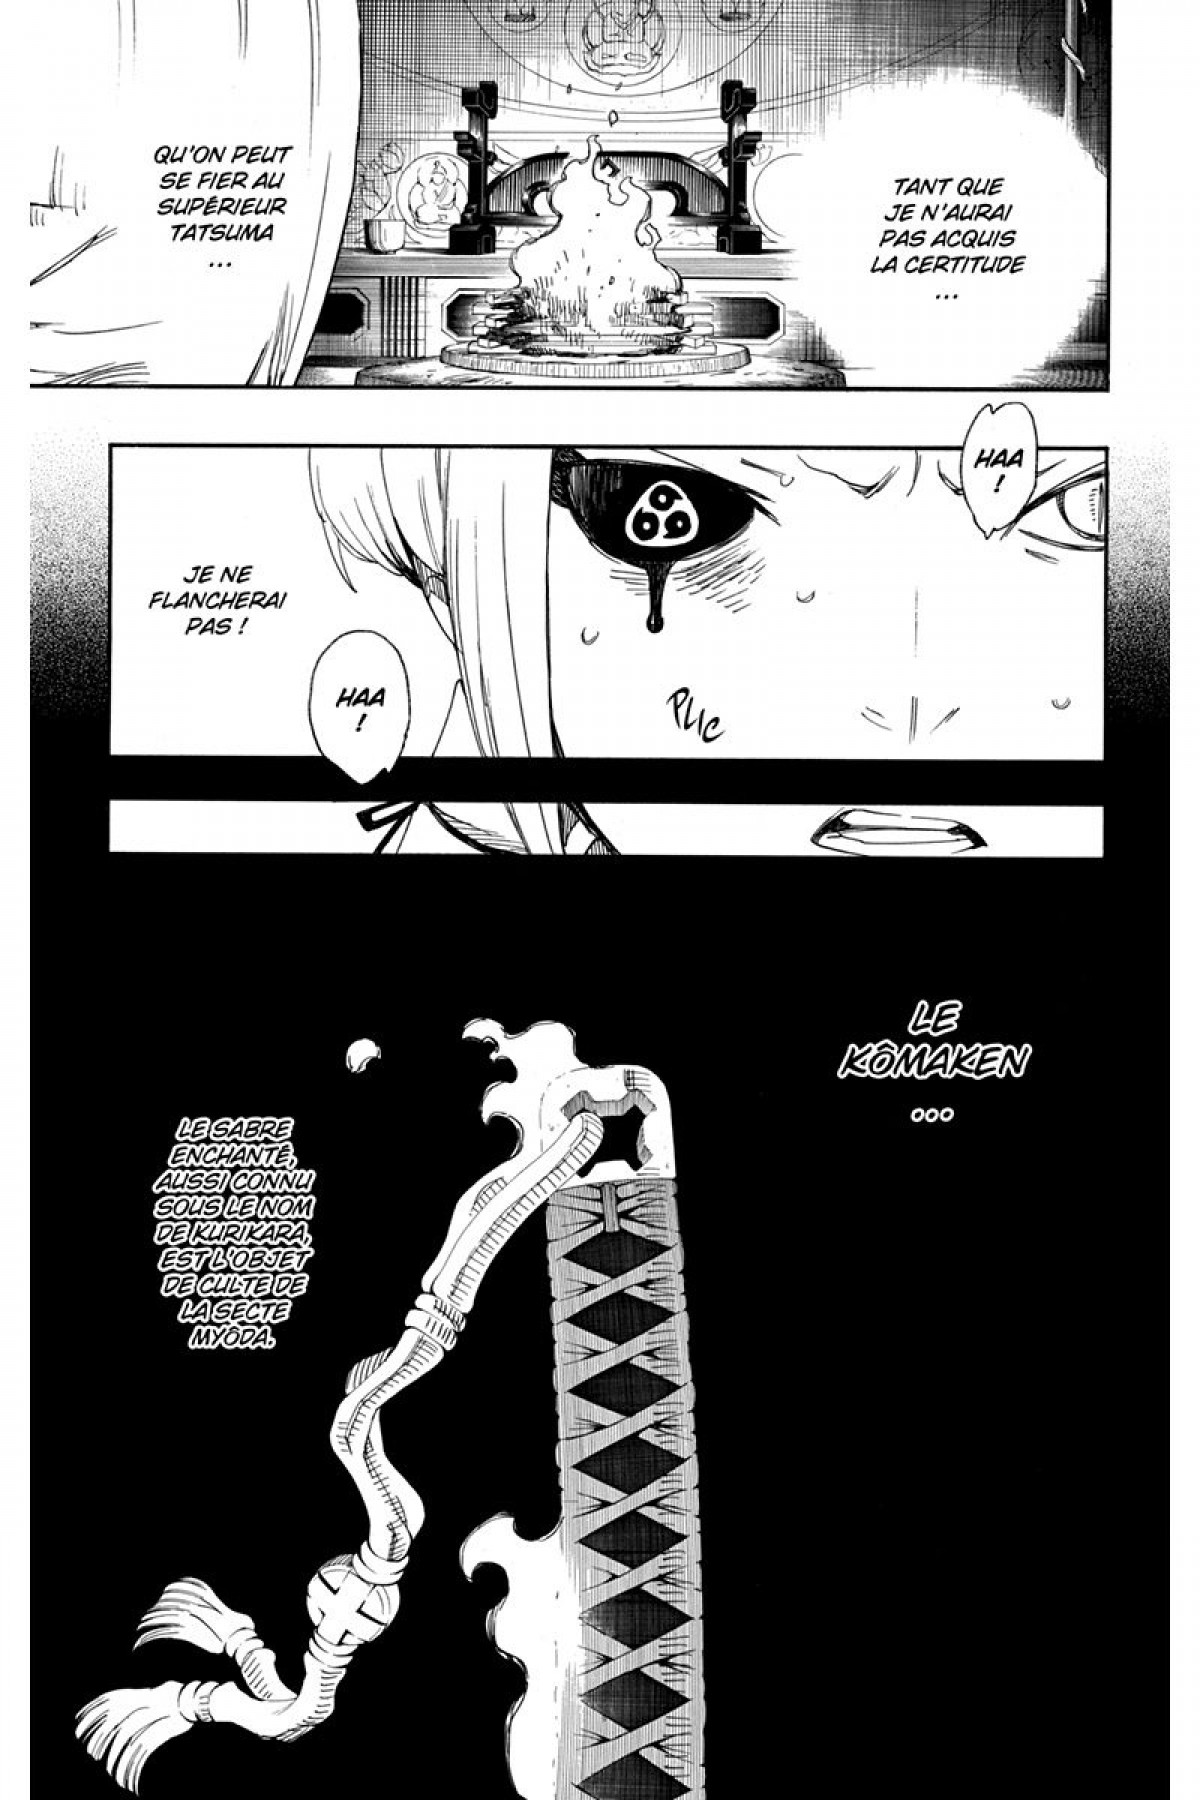 TANT QUE
JE N'AURAI
PAS ACQUIS
LA CERTITUDE
...
QU'ON PEUT
SE FIER AU
SUPÉRIEUR
TATSUMA
...
HAA
!
JE NE
FLANCHERAI
PAS !
HAA
!
PLIC
LE
KÔMAKEN
...
LE SABRE
ENCHANTÉ,
AUSSI CONNU
SOUS LE NOM
DE KURIKARA,
EST L'OBJET
DE CULTE DE
LA SECTE
MYÔDA.